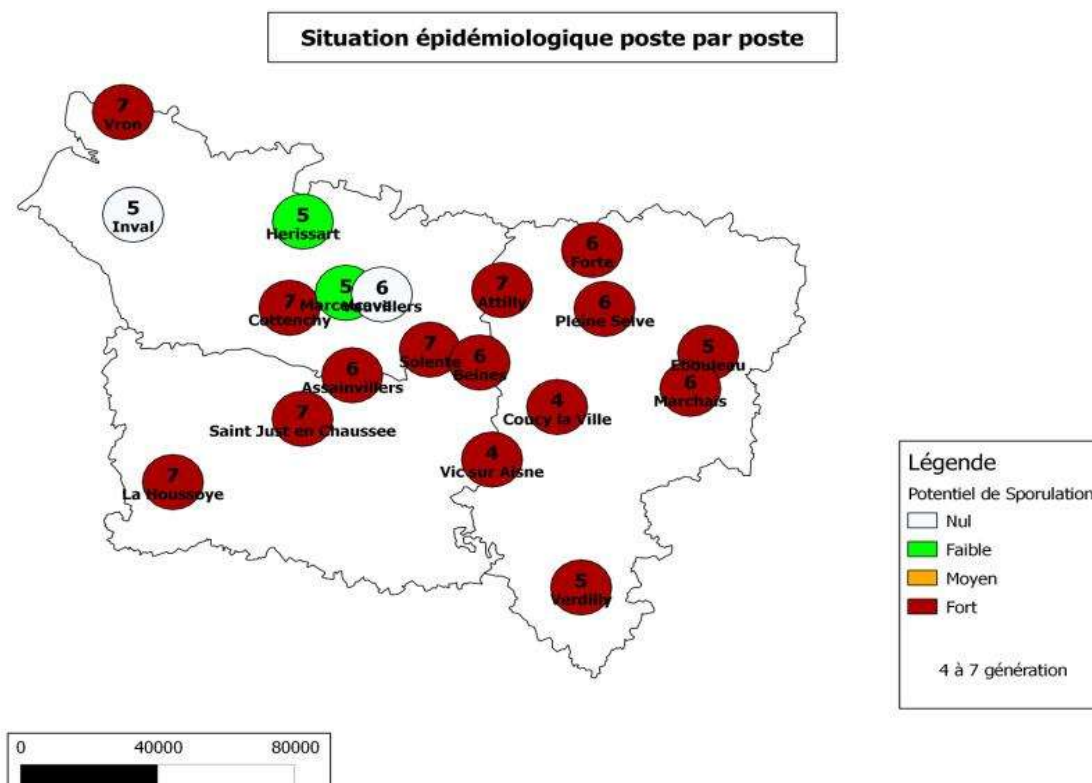 Situation épidémiologique poste par poste
7
Vron
5
Inval
5
Herissart
6
Forte
7
Attilly
5
6
Vauvillers
7
Cottenchy
6
Pleine Selve
7
Solente
6
Beines
5
Ebouleau
6
Marchais
6
Assainvillers
4
Coucy la Ville
7
Saint Just en Chaussee
4
Vic sur Aisne
7
La Houssoye
5
Verdilly
Légende
Potentiel de Sporulation
Nul
Faible
Moyen
Fort
4 à 7 génération
0 40000 80000